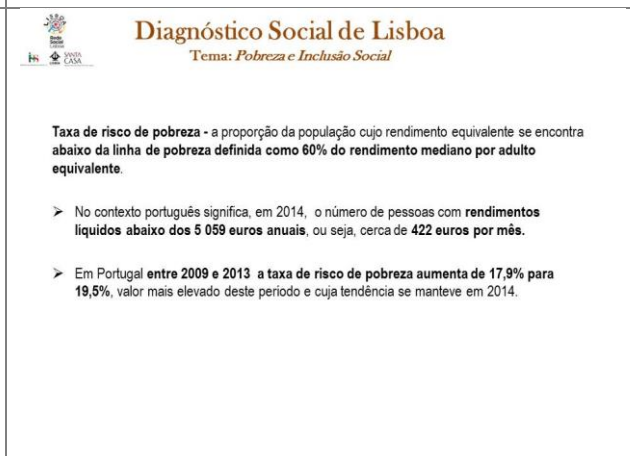 Diagnóstico Social de Lisboa
Tema: Pobreza e Inclusão Social
SANTA
CASA
Taxa de risco de pobreza - a proporção da população cujo rendimento equivalente se encontra
abaixo da linha de pobreza definida como 60% do rendimento mediano por adulto
equivalente.
➢ No contexto português significa, em 2014, o número de pessoas com rendimentos
liquidos abaixo dos 5 059 euros anuais, ou seja, cerca de 422 euros por mês.
➢ Em Portugal entre 2009 e 2013 a taxa de risco de pobreza aumenta de 17,9% para
19,5%, valor mais elevado deste período e cuja tendência se manteve em 2014.